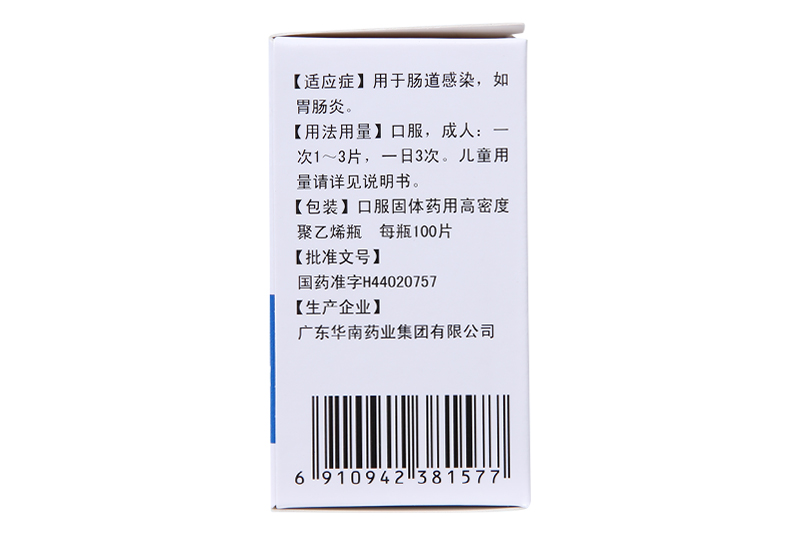 【适应症】用于肠道感染，如
胃肠炎。
【用法用量】口服，成人：一
次1～3片，一日3次。儿童用
量请详见说明书。
【包装】口服固体药用高密度
聚乙烯瓶　每瓶100片
【批准文号】
国药准字H44020757
【生产企业】
广东华南药业集团有限公司
6 910942 381577